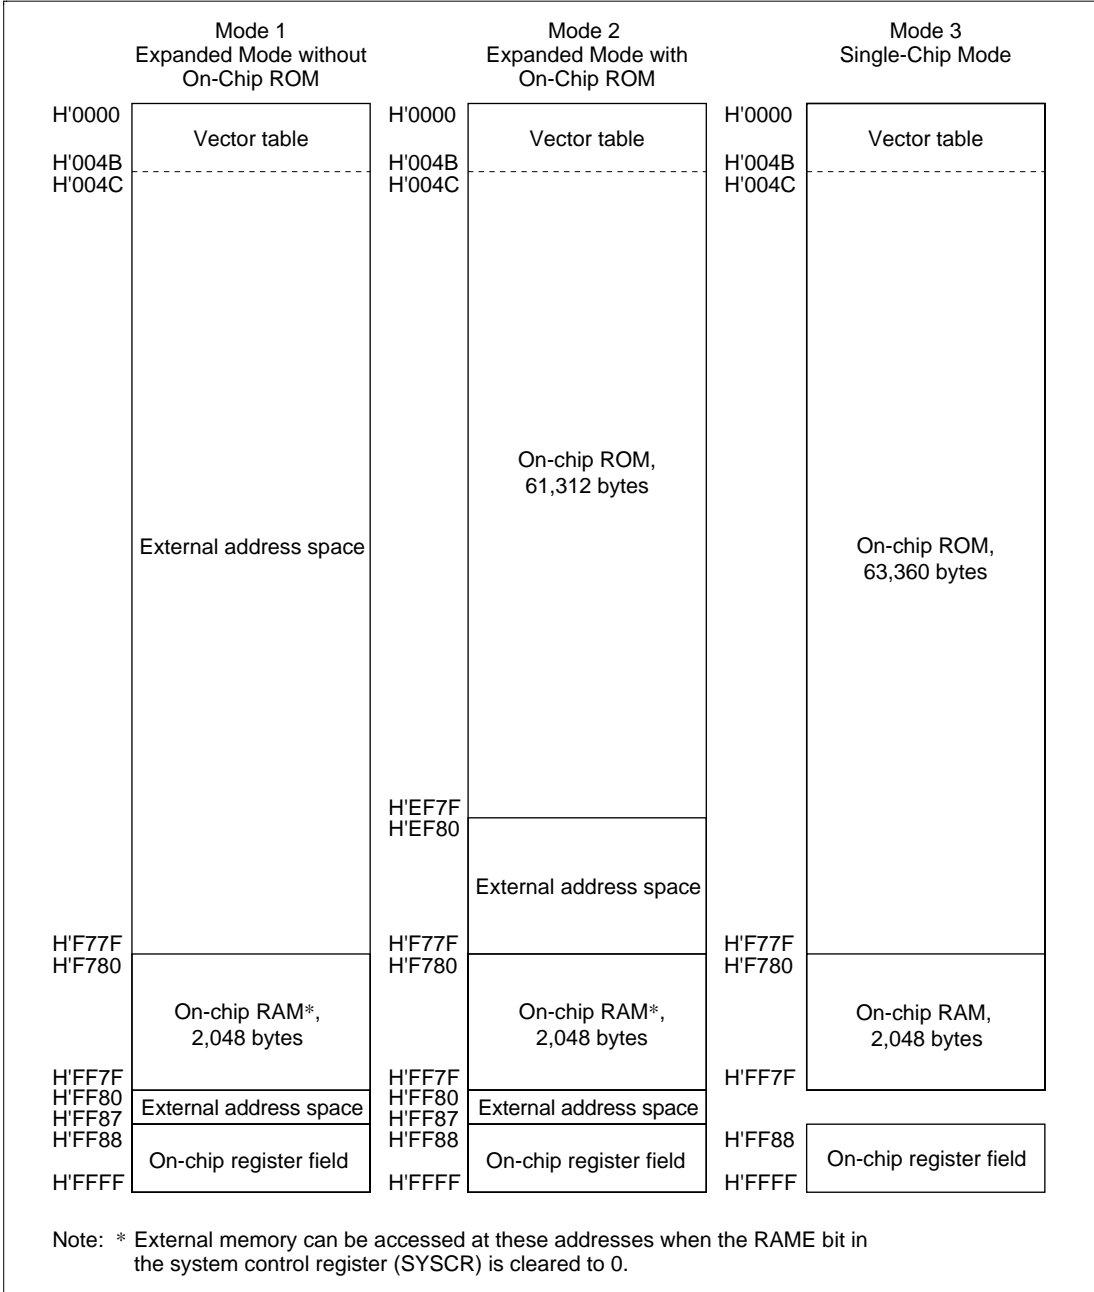 Mode 1
Expanded Mode without
On-Chip ROM
H'0000
Vector table
H'004B
H'004C
External address space
H'F77F
H'F780
On-chip RAM*,
2,048 bytes
H'FF7F
H'FF80
External address space
H'FF87
H'FF88
On-chip register field
H'FFFF
Mode 2
Expanded Mode with
On-Chip ROM
H'0000
Vector table
H'004B
H'004C
On-chip ROM,
61,312 bytes
H'EF7F
H'EF80
External address space
H'F77F
H'F780
On-chip RAM*,
2,048 bytes
H'FF7F
H'FF80
External address space
H'FF87
H'FF88
On-chip register field
H'FFFF
Mode 3
Single-Chip Mode
H'0000
Vector table
H'004B
H'004C
On-chip ROM,
63,360 bytes
H'F77F
H'F780
On-chip RAM,
2,048 bytes
H'FF7F
H'FF88
On-chip register field
H'FFFF
Note: * External memory can be accessed at these addresses when the RAME bit in
the system control register (SYSCR) is cleared to 0.